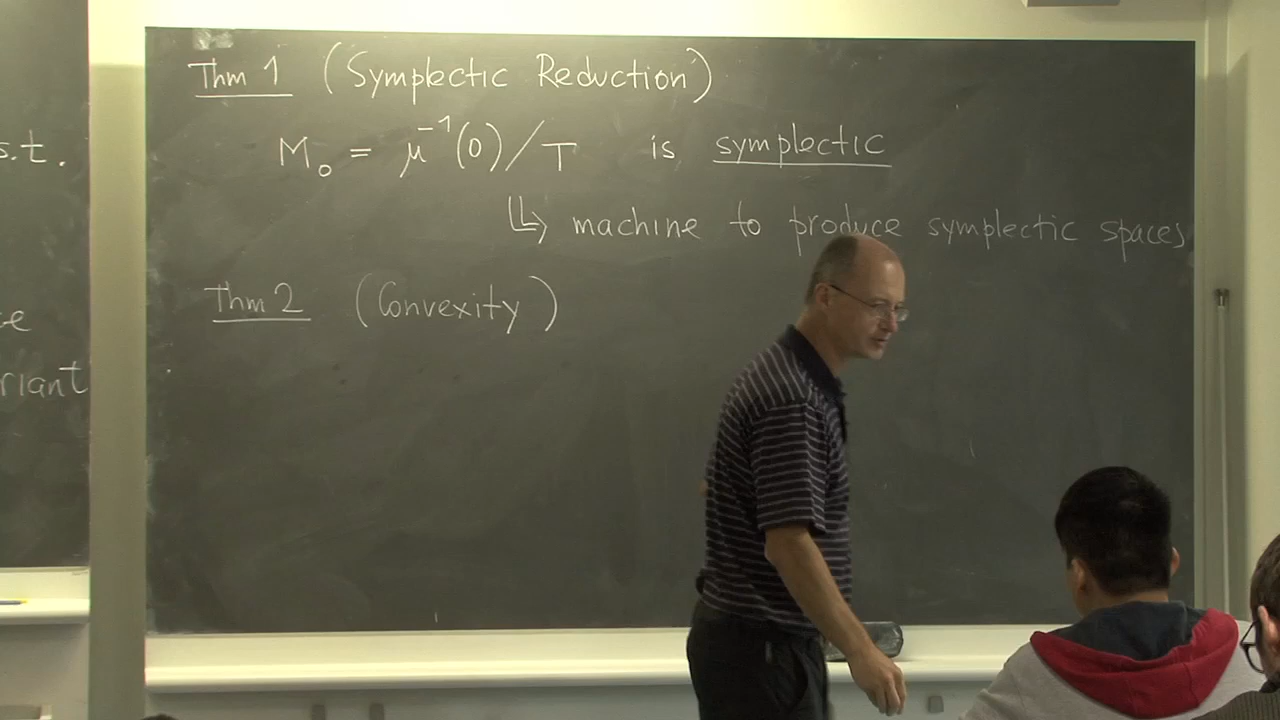 s.t.
riant
Thm 1 (Symplectic Reduction)
M₀ = μ⁻¹(0)/T is symplectic
↳ machine to produce symplectic spaces
Thm 2 (Convexity)